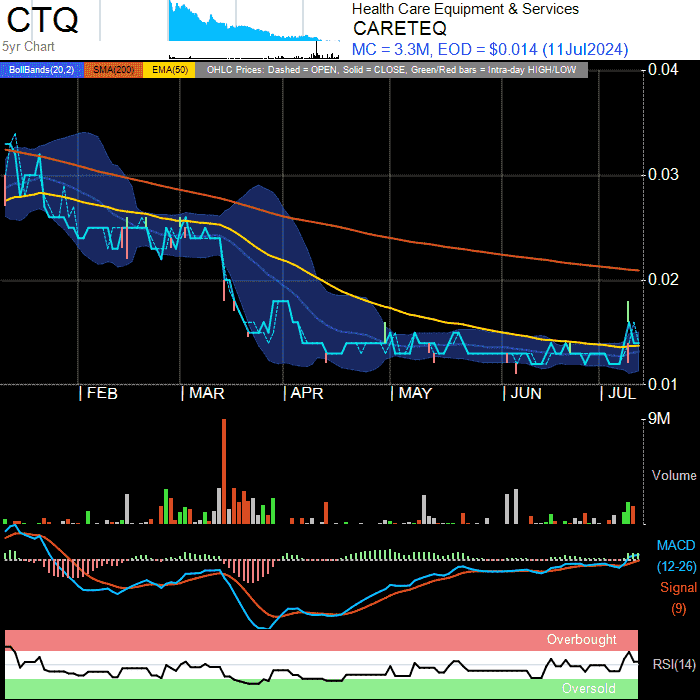 CTQ
5yr Chart
Health Care Equipment & Services
CARETEQ
MC = 3.3M, EOD = $0.014 (11Jul2024)
BollBands(20,2) SMA(200) EMA(50) OHLC Prices: Dashed = OPEN, Solid = CLOSE, Green/Red bars = Intra-day HIGH/LOW
0.04
0.03
0.02
0.01
| FEB | MAR | APR | MAY | JUN | JUL
9M
Volume
MACD
(12-26)
Signal
(9)
Overbought
RSI(14)
Oversold